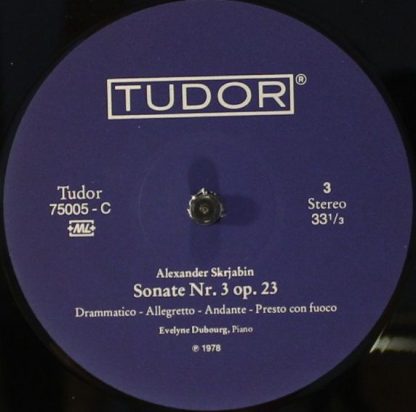 TUDOR®
Tudor
75005 - C
ML
3
Stereo
33⅓
Alexander Skrjabin
Sonate Nr. 3 op. 23
Drammatico - Allegretto - Andante - Presto con fuoco
Evelyne Dubourg, Piano
℗ 1978